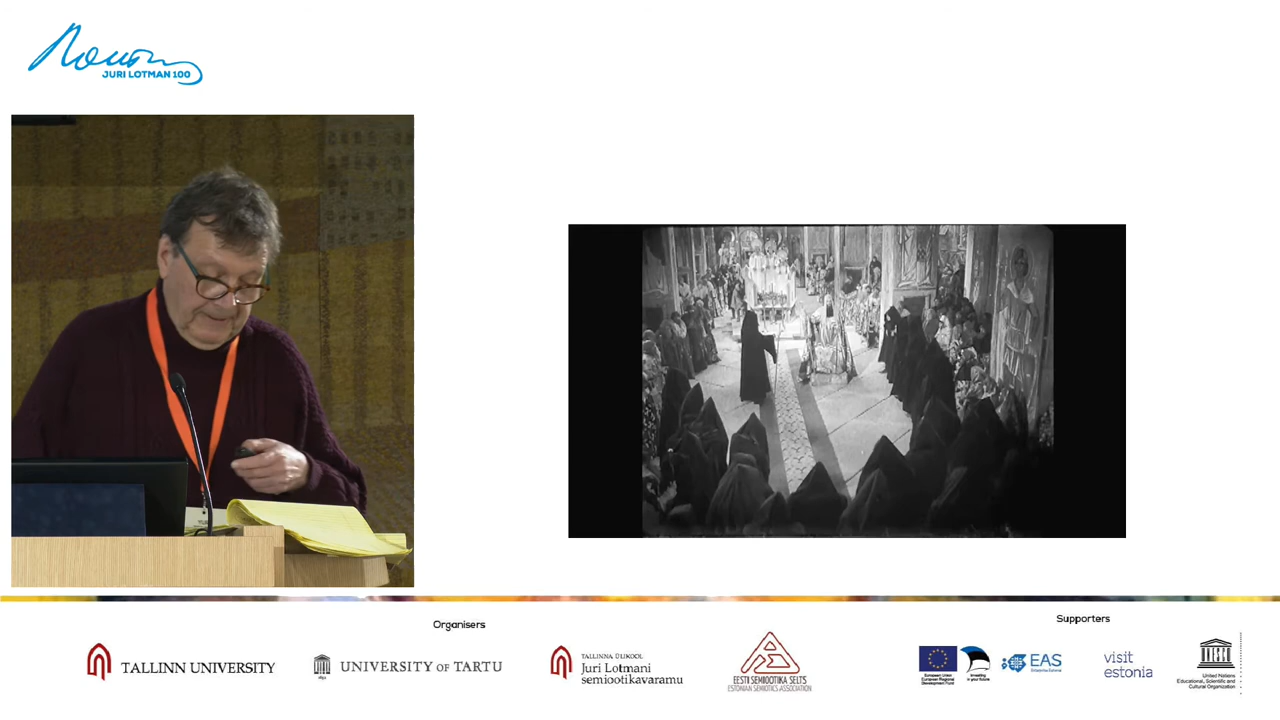 JURI LOTMAN 100
Organisers
Supporters
TALLINN UNIVERSITY
UNIVERSITY OF TARTU
1632
TALLINNA ÜLIKOOL
Juri Lotmani
semiootikavaramu
EESTI SEMIOOTIKA SELTS
ESTONIAN SEMIOTICS ASSOCIATION
European Union
European Regional
Development Fund
Investing
in your future
EAS
Enterprise Estonia
visit
estonia
UNESCO
United Nations
Educational, Scientific and
Cultural Organization